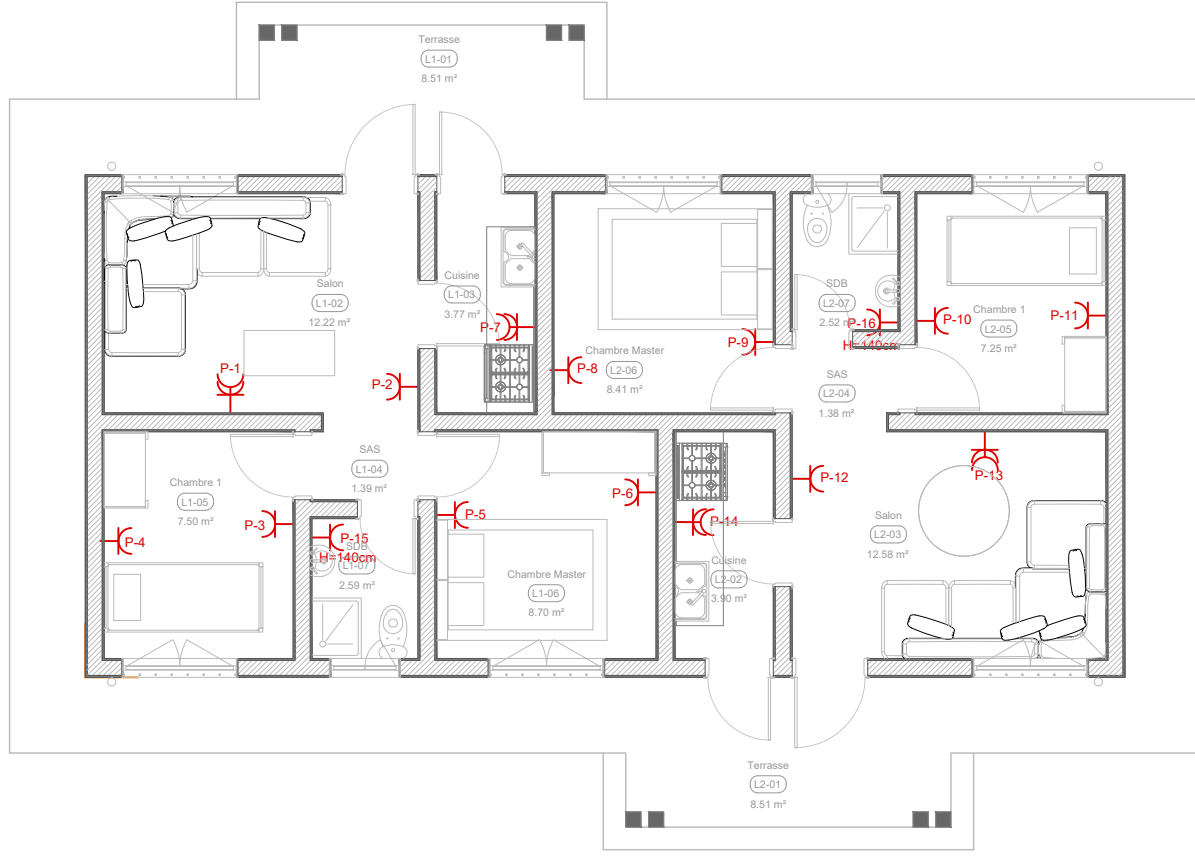 Terrasse
L1-01
8.51 m²
Salon
L1-02
12.22 m²
Cuisine
L1-03
3.77 m²
P-7
P-1
P-2
Chambre Master
L2-06
8.41 m²
P-8
P-9
SDB
L2-07
2.52 m²
P-16
H=140cm
P-10
Chambre 1
L2-05
7.25 m²
P-11
SAS
L2-04
1.38 m²
SAS
L1-04
1.39 m²
Chambre 1
L1-05
7.50 m²
P-3
P-4
P-15
H=140cm
SDB
L1-07
2.59 m²
P-5
P-6
Chambre Master
L1-06
8.70 m²
P-14
Cuisine
L2-02
3.90 m²
P-12
P-13
Salon
L2-03
12.58 m²
Terrasse
L2-01
8.51 m²